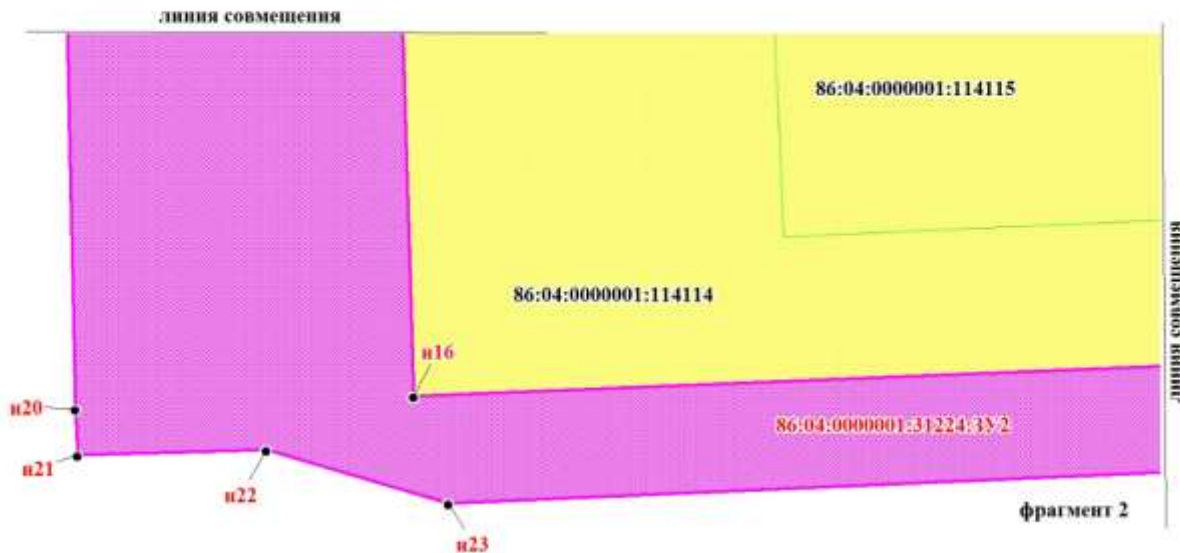 линия совмещения
86:04:0000001:114115
линия совмещения
86:04:0000001:114114
н16
н20
86:04:0000001:31224:ЗУ2
н21
н22
фрагмент 2
н23